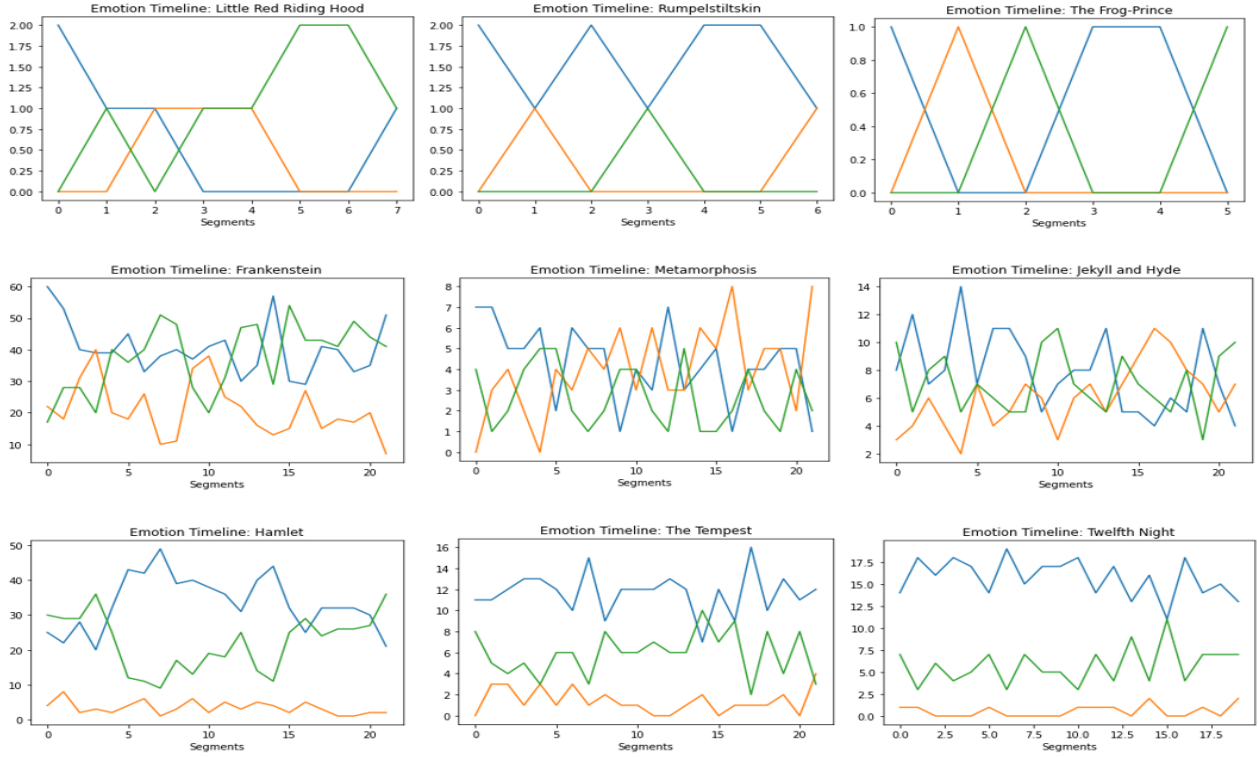 Emotion Timeline: Little Red Riding Hood
2.00
1.75
1.50
1.25
1.00
0.75
0.50
0.25
0.00
0 1 2 3 4 5 6 7
Segments
Emotion Timeline: Rumpelstiltskin
2.00
1.75
1.50
1.25
1.00
0.75
0.50
0.25
0.00
0 1 2 3 4 5 6
Segments
Emotion Timeline: The Frog-Prince
1.0
0.8
0.6
0.4
0.2
0.0
0 1 2 3 4 5
Segments
Emotion Timeline: Frankenstein
60
50
40
30
20
10
0 5 10 15 20
Segments
Emotion Timeline: Metamorphosis
8
7
6
5
4
3
2
1
0
0 5 10 15 20
Segments
Emotion Timeline: Jekyll and Hyde
14
12
10
8
6
4
2
0 5 10 15 20
Segments
Emotion Timeline: Hamlet
50
40
30
20
10
0
0 5 10 15 20
Segments
Emotion Timeline: The Tempest
16
14
12
10
8
6
4
2
0
0 5 10 15 20
Segments
Emotion Timeline: Twelfth Night
17.5
15.0
12.5
10.0
7.5
5.0
2.5
0.0
0.0 2.5 5.0 7.5 10.0 12.5 15.0 17.5
Segments